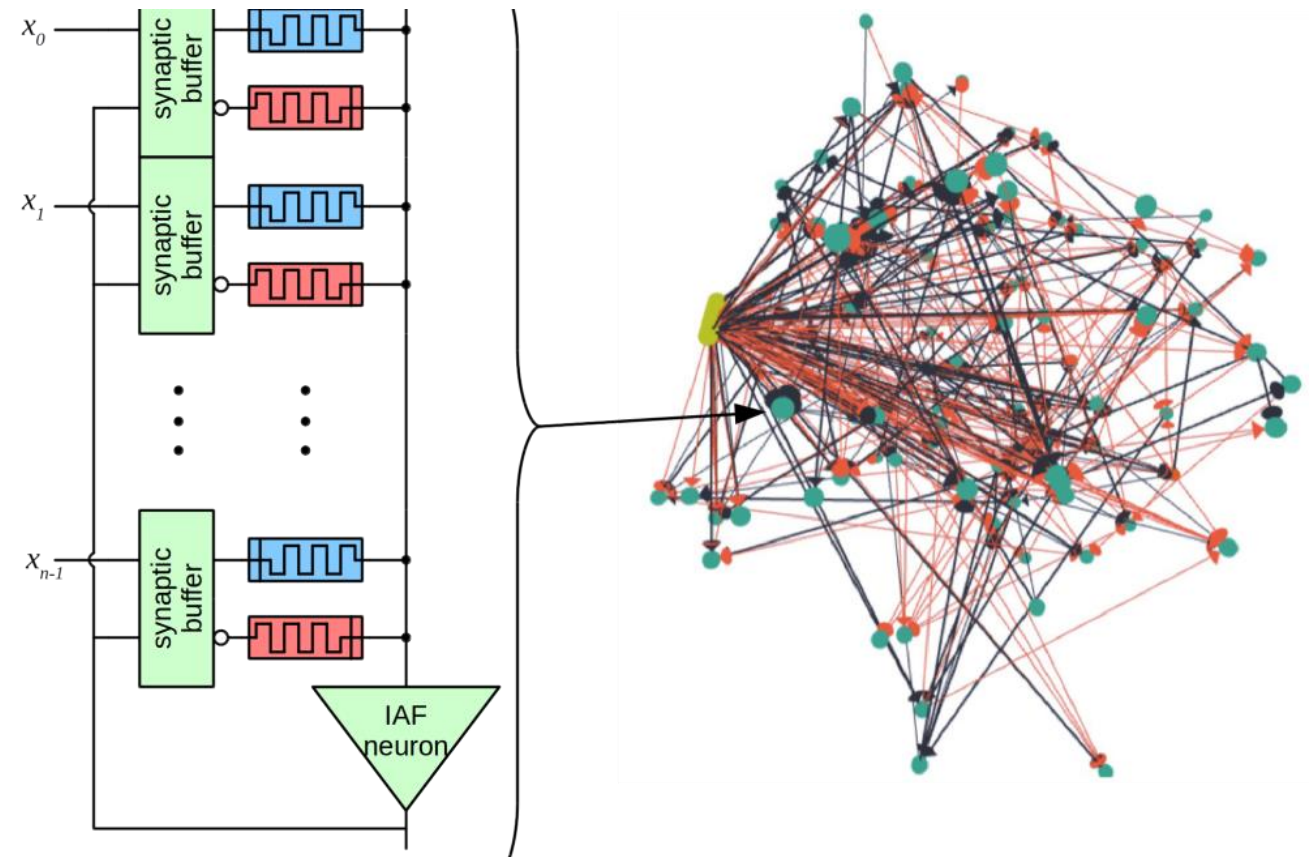 x0
synaptic
buffer
x1
synaptic
buffer
xn-1
synaptic
buffer
IAF
neuron